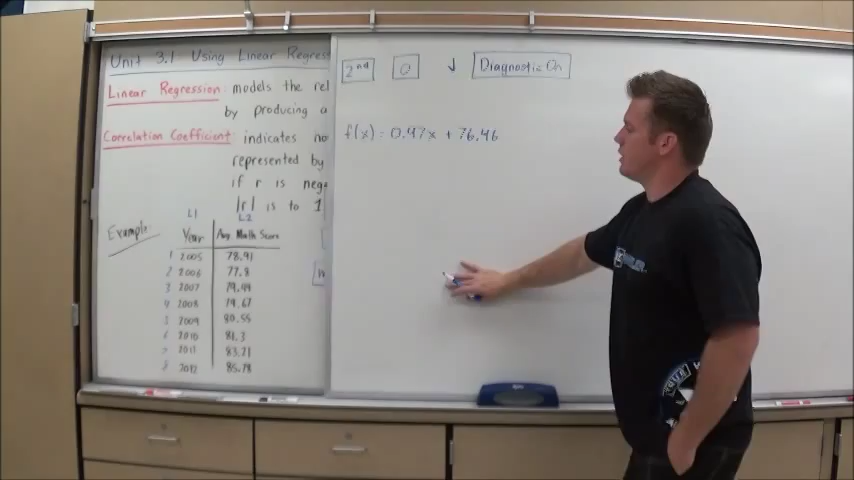 Unit 3.1 Using Linear Regress
Linear Regression: models the rel
by producing a
Correlation Coefficient: indicates no
represented by
if r is neg
|r| is to 1
Example
L1 L2
Year Avg. Math Score
1 2005 78.91
2 2006 77.8
3 2007 79.49
4 2008 79.67
5 2009 80.55
6 2010 81.3
7 2011 83.71
8 2012 85.78
2nd 0 ↓ Diagnostic On
f(x) = 0.97x + 76.46